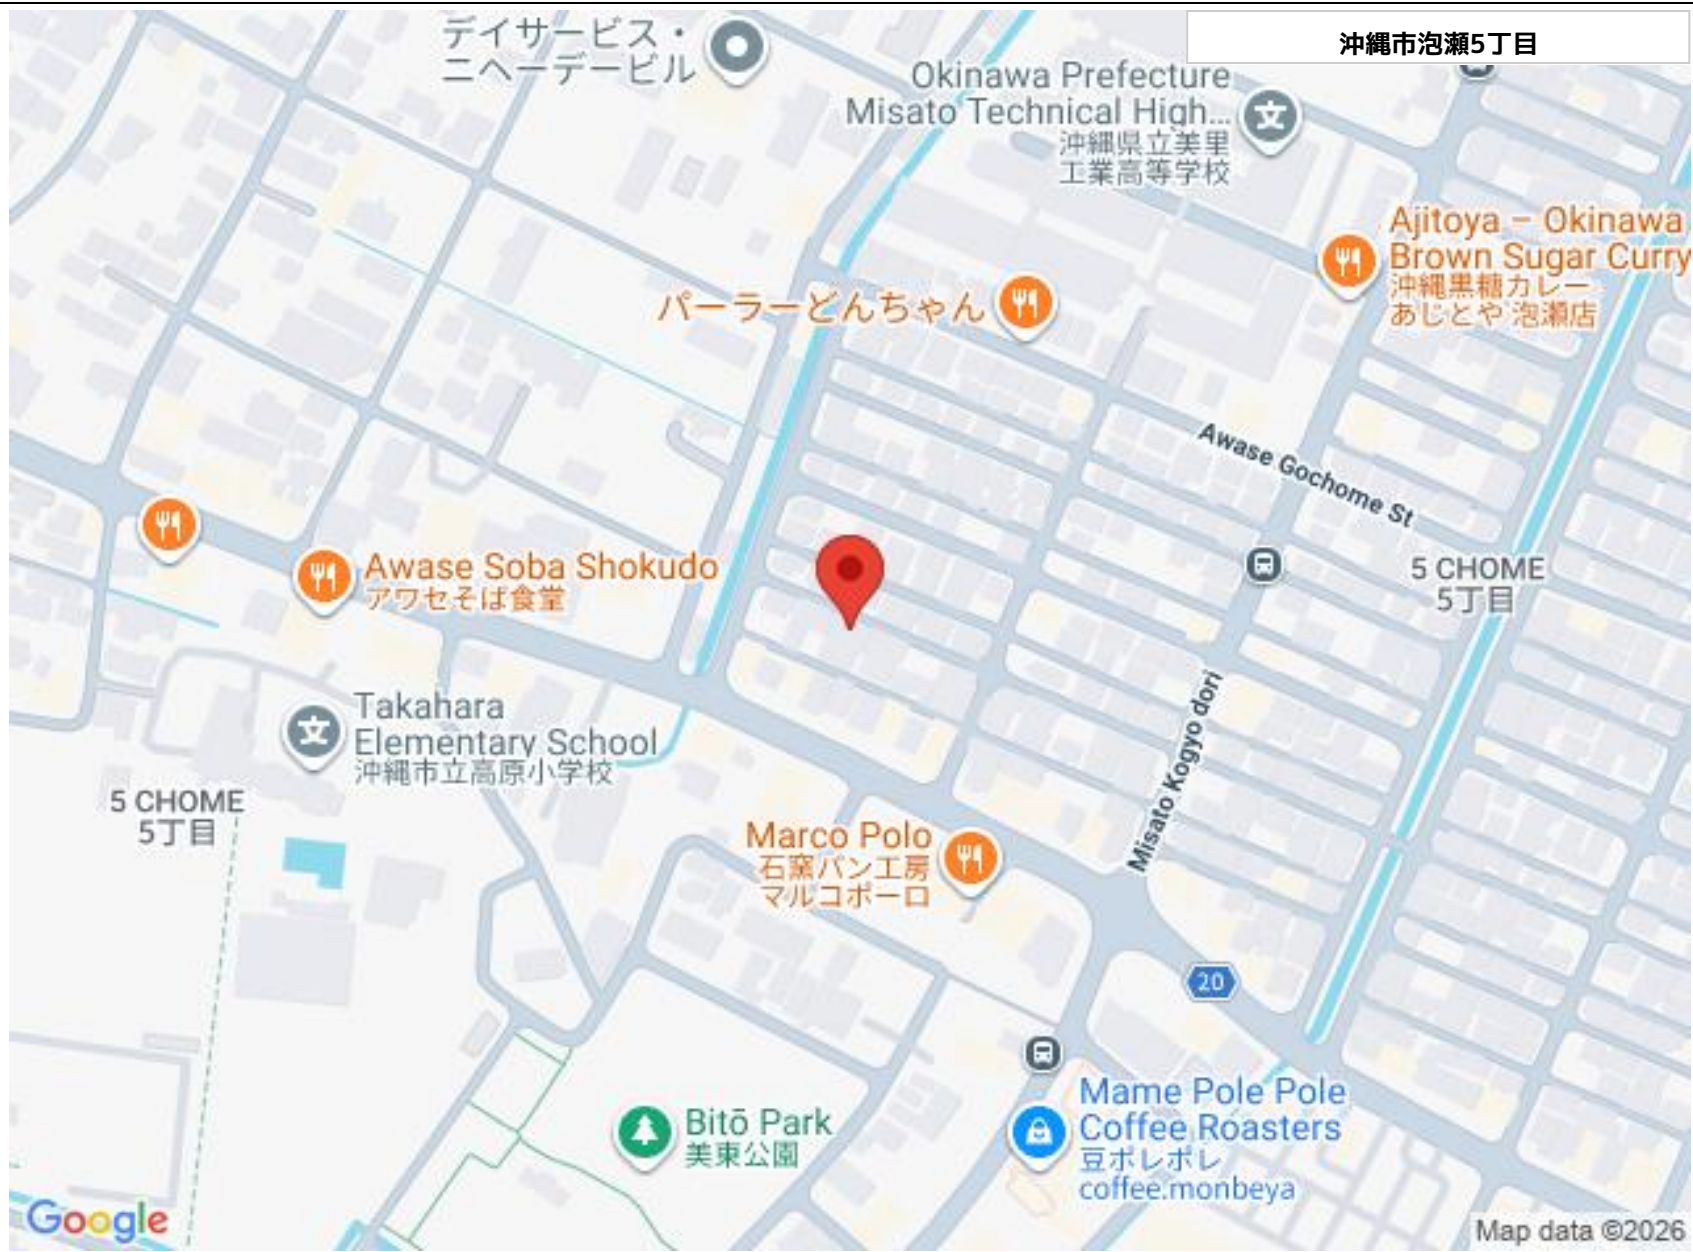 沖縄市泡瀬5丁目
デイサービス・
ニヘーデービル
Okinawa Prefecture
Misato Technical High...
沖縄県立美里
工業高等学校
Ajitoya – Okinawa
Brown Sugar Curry
沖縄黒糖カレー
あじとや 泡瀬店
パーラーどんちゃん
Awase Gochome St
Awase Soba Shokudo
アワセそば食堂
5 CHOME
5丁目
Takahara
Elementary School
沖縄市立高原小学校
Misato Kogyo dori
5 CHOME
5丁目
Marco Polo
石窯パン工房
マルコポーロ
20
Mame Pole Pole
Coffee Roasters
豆ポレポレ
coffee.monbeya
Bitō Park
美東公園
Google
Map data ©2026